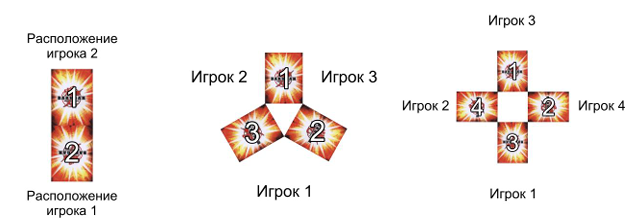 Расположение
игрока 2
1
2
Расположение
игрока 1
Игрок 2
1
Игрок 3
3
2
Игрок 1
Игрок 3
1
Игрок 2
4
2
Игрок 4
3
Игрок 1